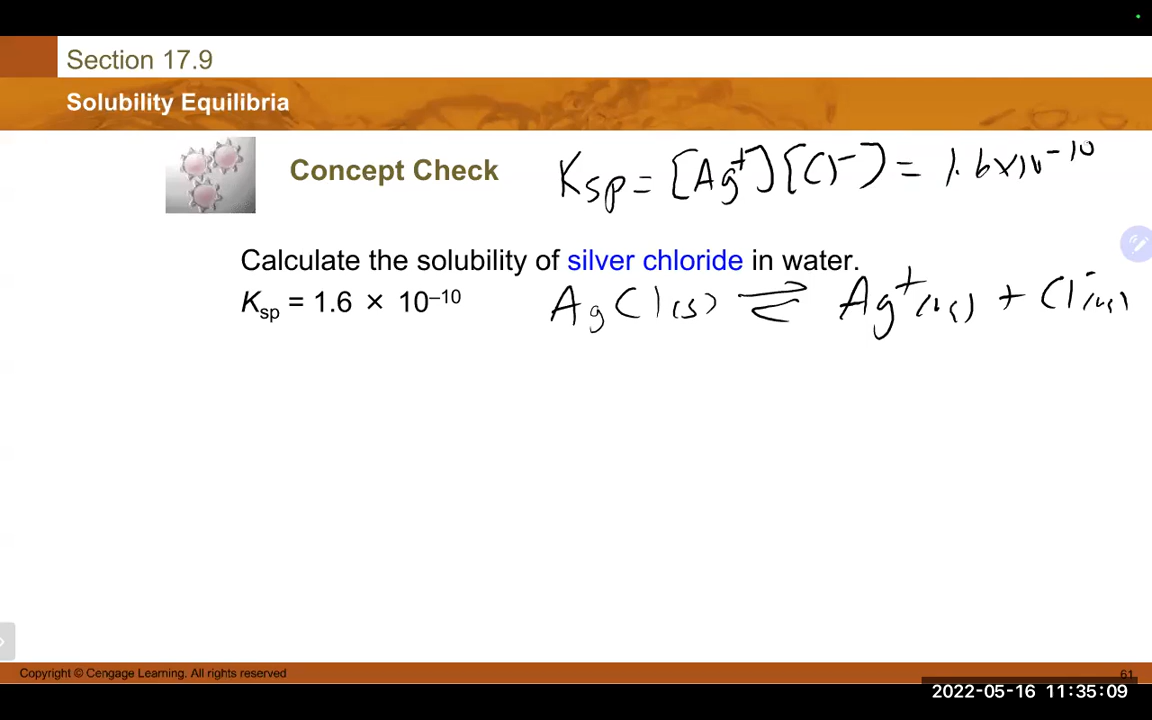 Section 17.9
Solubility Equilibria
Concept Check
Ksp = [Ag⁺][Cl⁻] = 1.6×10⁻¹⁰
Calculate the solubility of silver chloride in water.
Ksp = 1.6 × 10–10
AgCl(s) ⇌ Ag⁺(aq) + Cl⁻(aq)
Copyright © Cengage Learning. All rights reserved
61
2022-05-16 11:35:09